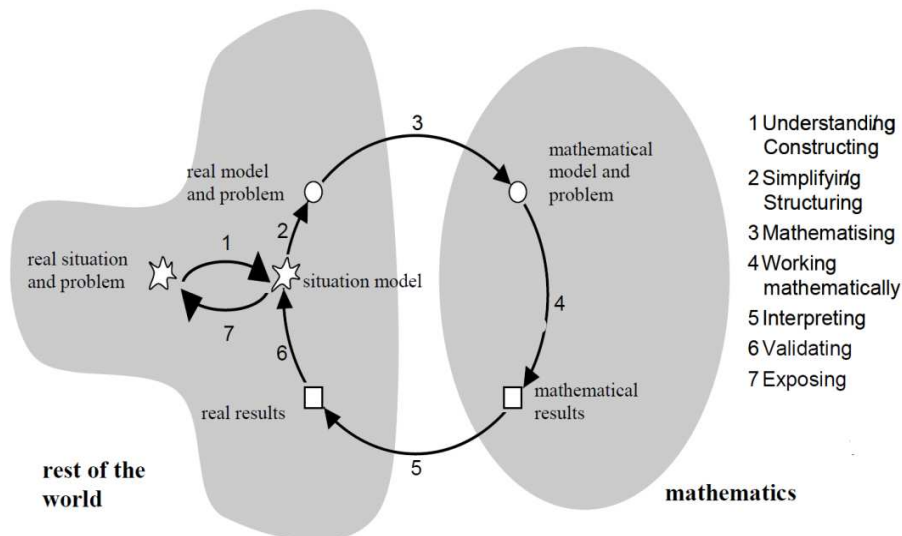 3
real model
and problem
mathematical
model and
problem
1
2
real situation
and problem
situation model
7
6
4
real results
mathematical
results
5
rest of the
world
mathematics
1 Understanding
Constructing
2 Simplifying
Structuring
3 Mathematising
4 Working
mathematically
5 Interpreting
6 Validating
7 Exposing